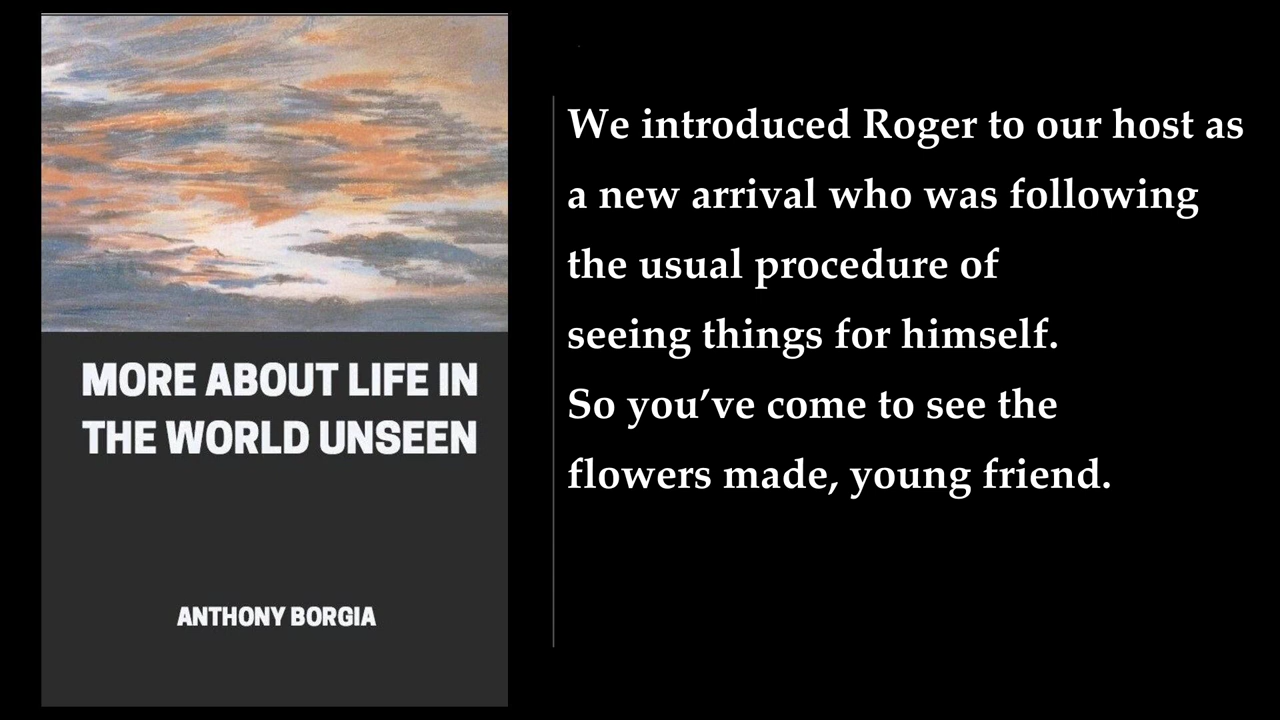 MORE ABOUT LIFE IN
THE WORLD UNSEEN
ANTHONY BORGIA
We introduced Roger to our host as
a new arrival who was following
the usual procedure of
seeing things for himself.
So you’ve come to see the
flowers made, young friend.